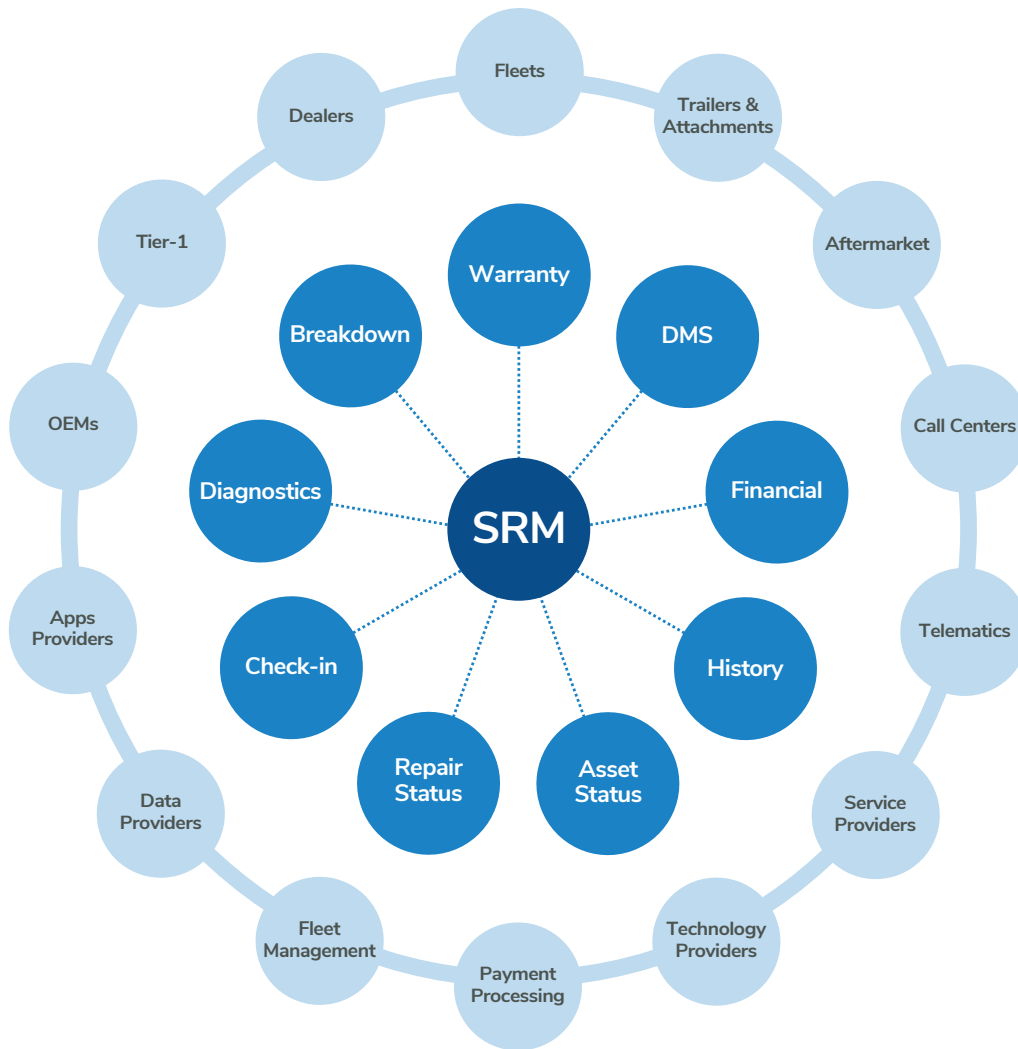 Fleets
Trailers &
Attachments
Dealers
Aftermarket
Tier-1
Warranty
Breakdown
DMS
OEMs
Call Centers
Diagnostics
Financial
SRM
Apps
Providers
Telematics
Check-in
History
Repair
Status
Asset
Status
Data
Providers
Service
Providers
Fleet
Management
Technology
Providers
Payment
Processing